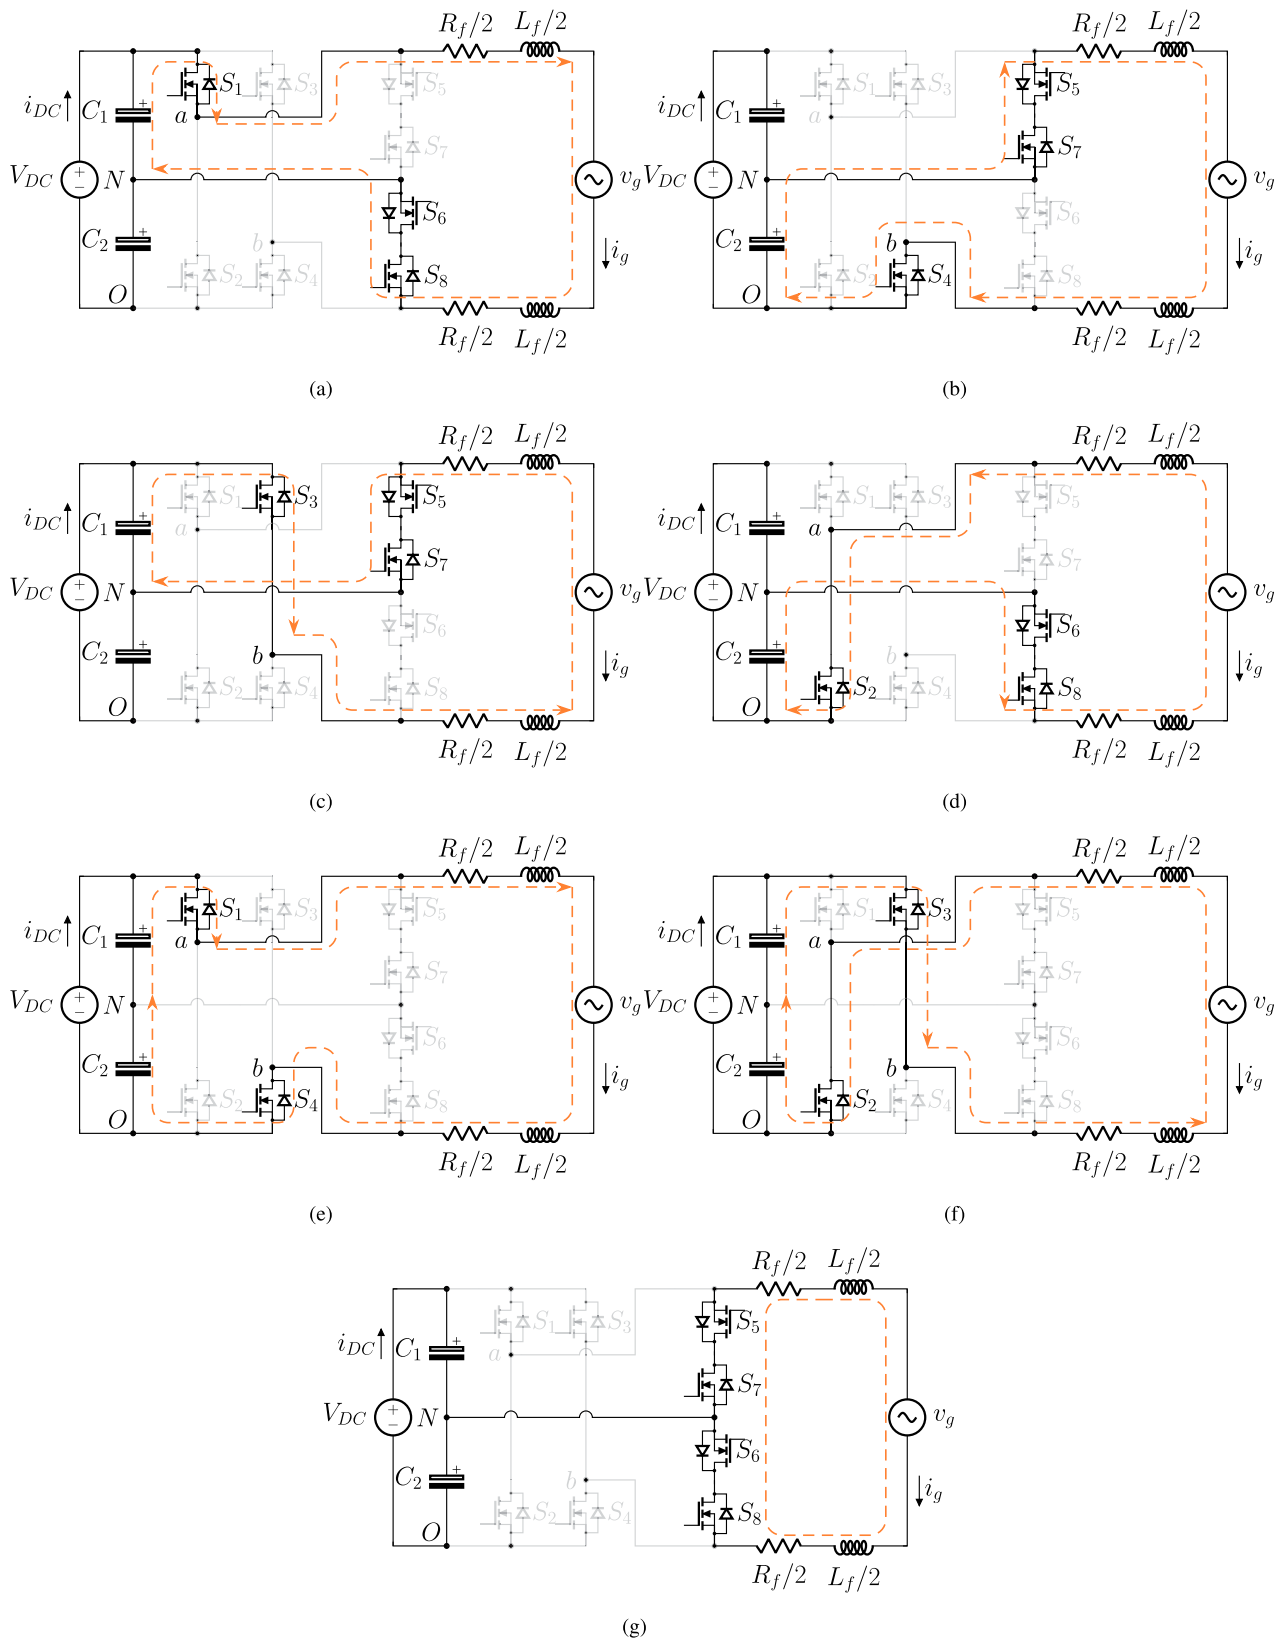 R_f/2 L_f/2 R_f/2 L_f/2
S_1 S_3 S_5 S_1 S_3 S_5
i_DC C_1 + a i_DC C_1 + a
S_7 S_7
V_DC + − N v_g V_DC + − N v_g
S_6 S_6
C_2 + b i_g C_2 + b i_g
S_2 S_4 S_8 S_2 S_4 S_8
O O
R_f/2 L_f/2 R_f/2 L_f/2
(a) (b)
R_f/2 L_f/2 R_f/2 L_f/2
S_1 S_3 S_5 S_1 S_3 S_5
i_DC C_1 + a i_DC C_1 + a
S_7 S_7
V_DC + − N v_g V_DC + − N v_g
S_6 S_6
C_2 + b i_g C_2 + b i_g
S_2 S_4 S_8 S_2 S_4 S_8
O O
R_f/2 L_f/2 R_f/2 L_f/2
(c) (d)
R_f/2 L_f/2 R_f/2 L_f/2
S_1 S_3 S_5 S_1 S_3 S_5
i_DC C_1 + a i_DC C_1 + a
S_7 S_7
V_DC + − N v_g V_DC + − N v_g
S_6 S_6
C_2 + b i_g C_2 + b i_g
S_2 S_4 S_8 S_2 S_4 S_8
O O
R_f/2 L_f/2 R_f/2 L_f/2
(e) (f)
R_f/2 L_f/2
S_1 S_3 S_5
i_DC C_1 + a
S_7
V_DC + − N v_g
S_6
C_2 + b i_g
S_2 S_4 S_8
O
R_f/2 L_f/2
(g)